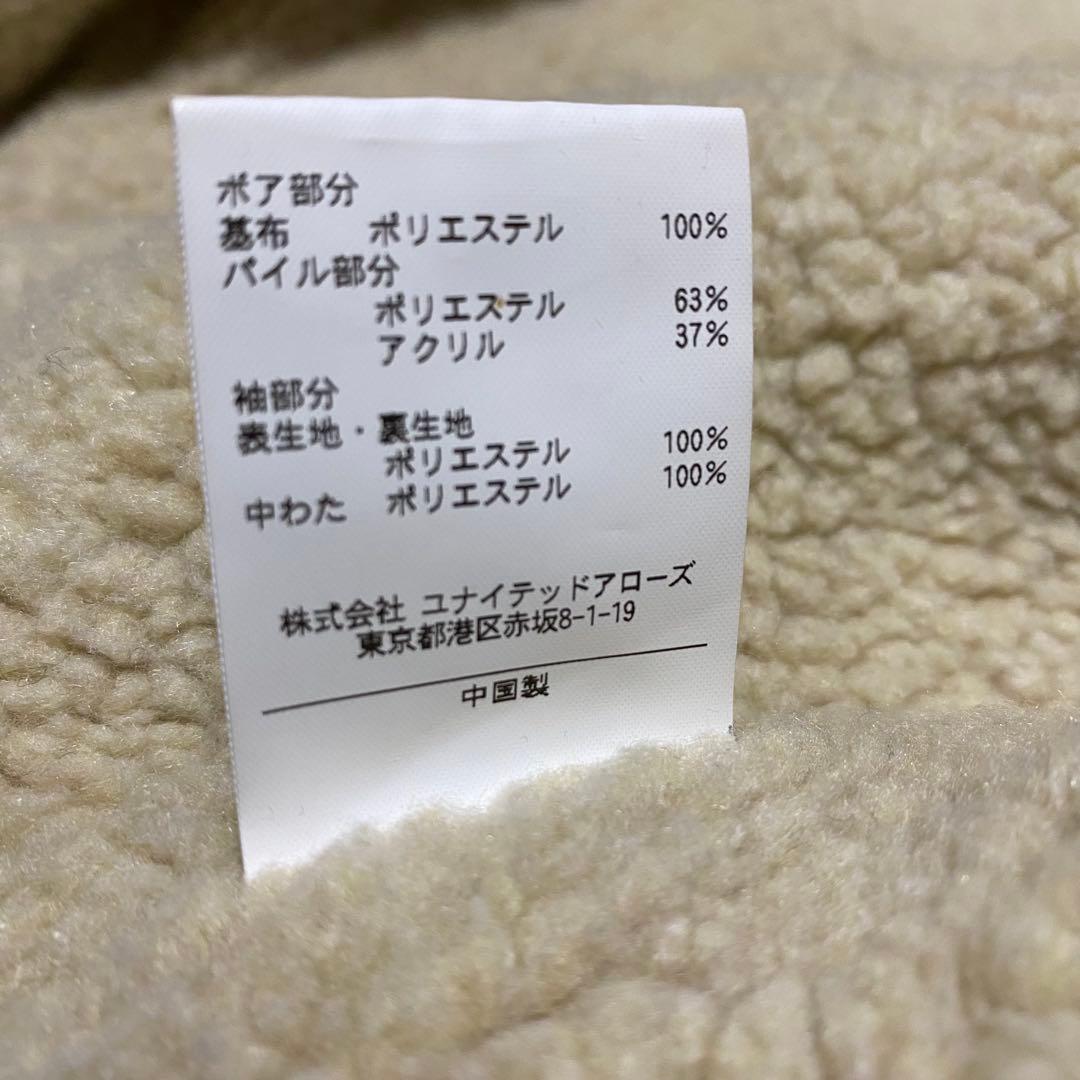 ボア部分
基布 ポリエステル 100%
パイル部分
ポリエステル 63%
アクリル 37%
袖部分
表生地・裏生地
ポリエステル 100%
中わた ポリエステル 100%
株式会社 ユナイテッドアローズ
東京都港区赤坂8-1-19
中国製